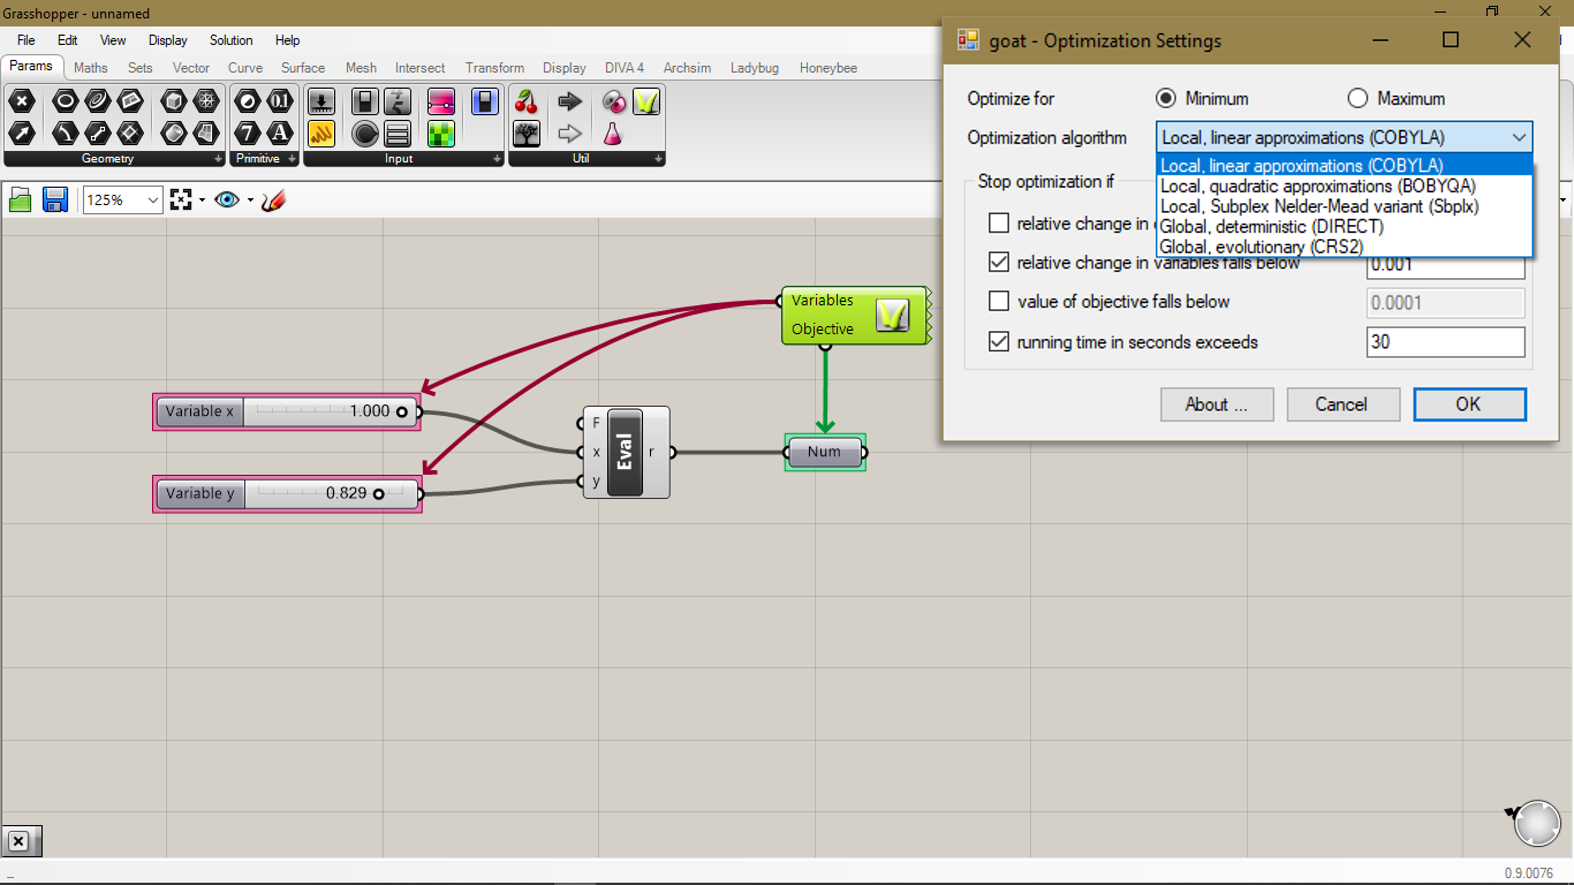 Grasshopper - unnamed
File Edit View Display Solution Help
Params Maths Sets Vector Curve Surface Mesh Intersect Transform Display DIVA 4 Archsim Ladybug Honeybee
Geometry Primitive Input Util
125%
goat - Optimization Settings
Optimize for Minimum Maximum
Optimization algorithm Local, linear approximations (COBYLA)
Local, linear approximations (COBYLA)
Local, quadratic approximations (BOBYQA)
Local, Subplex Nelder-Mead variant (Sbplx)
Global, deterministic (DIRECT)
Global, evolutionary (CRS2)
Stop optimization if
relative change in
relative change in variables falls below 0.001
value of objective falls below 0.0001
running time in seconds exceeds 30
About ... Cancel OK
Variables
Objective
Variable x 1.000
Variable y 0.829
F
x
y
Eval
r
Num
0.9.0076